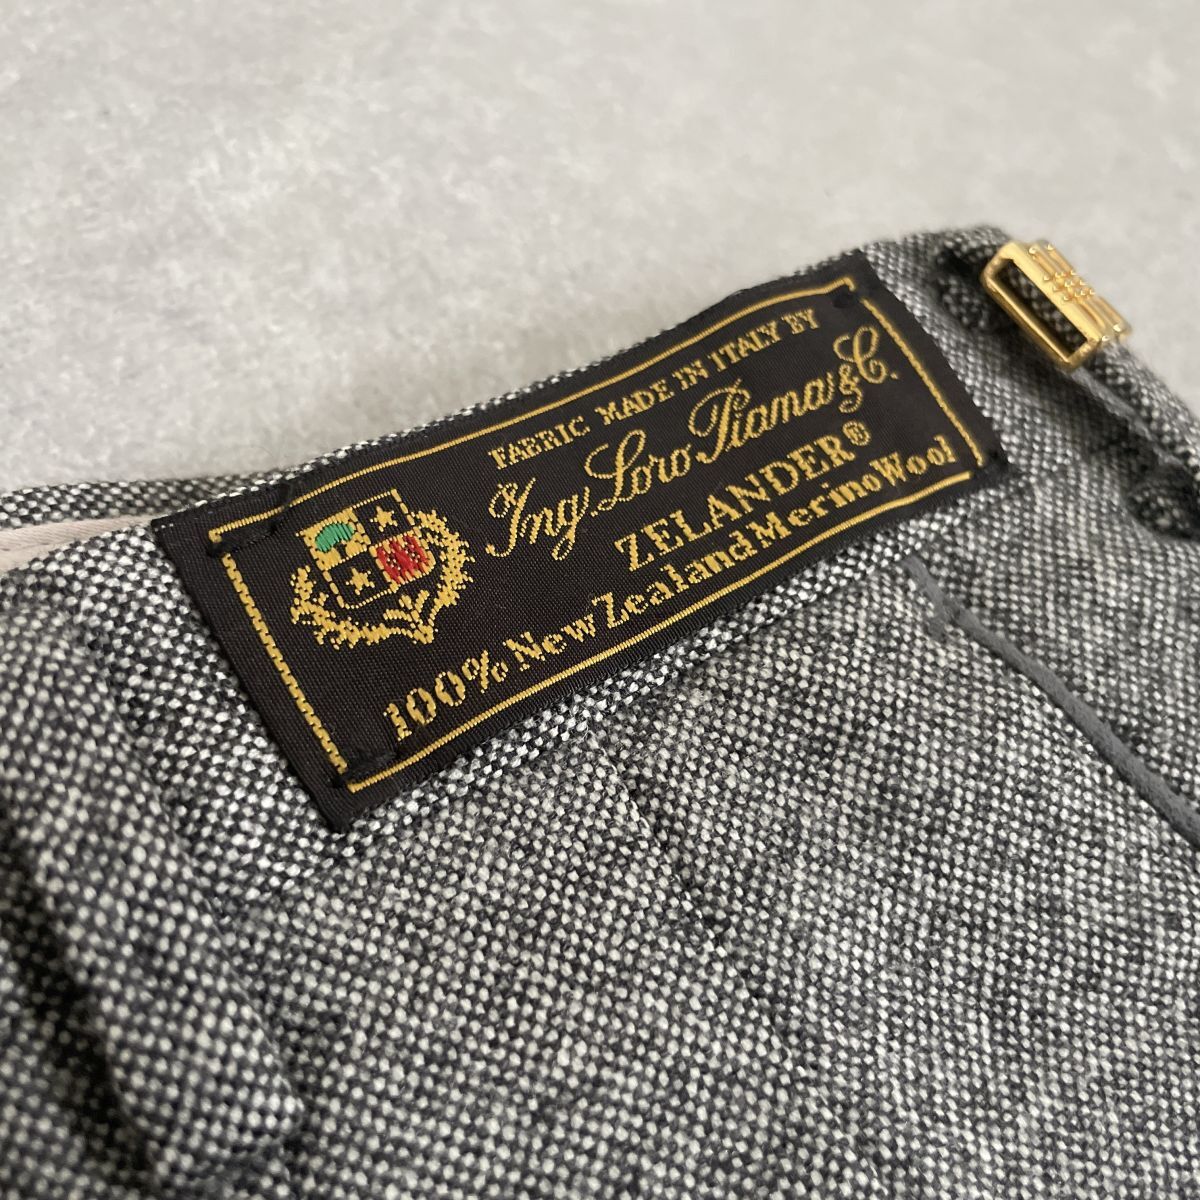 FABRIC MADE IN ITALY BY
Ing. Loro Piana & C.
ZELANDER®
100% New Zealand Merino Wool